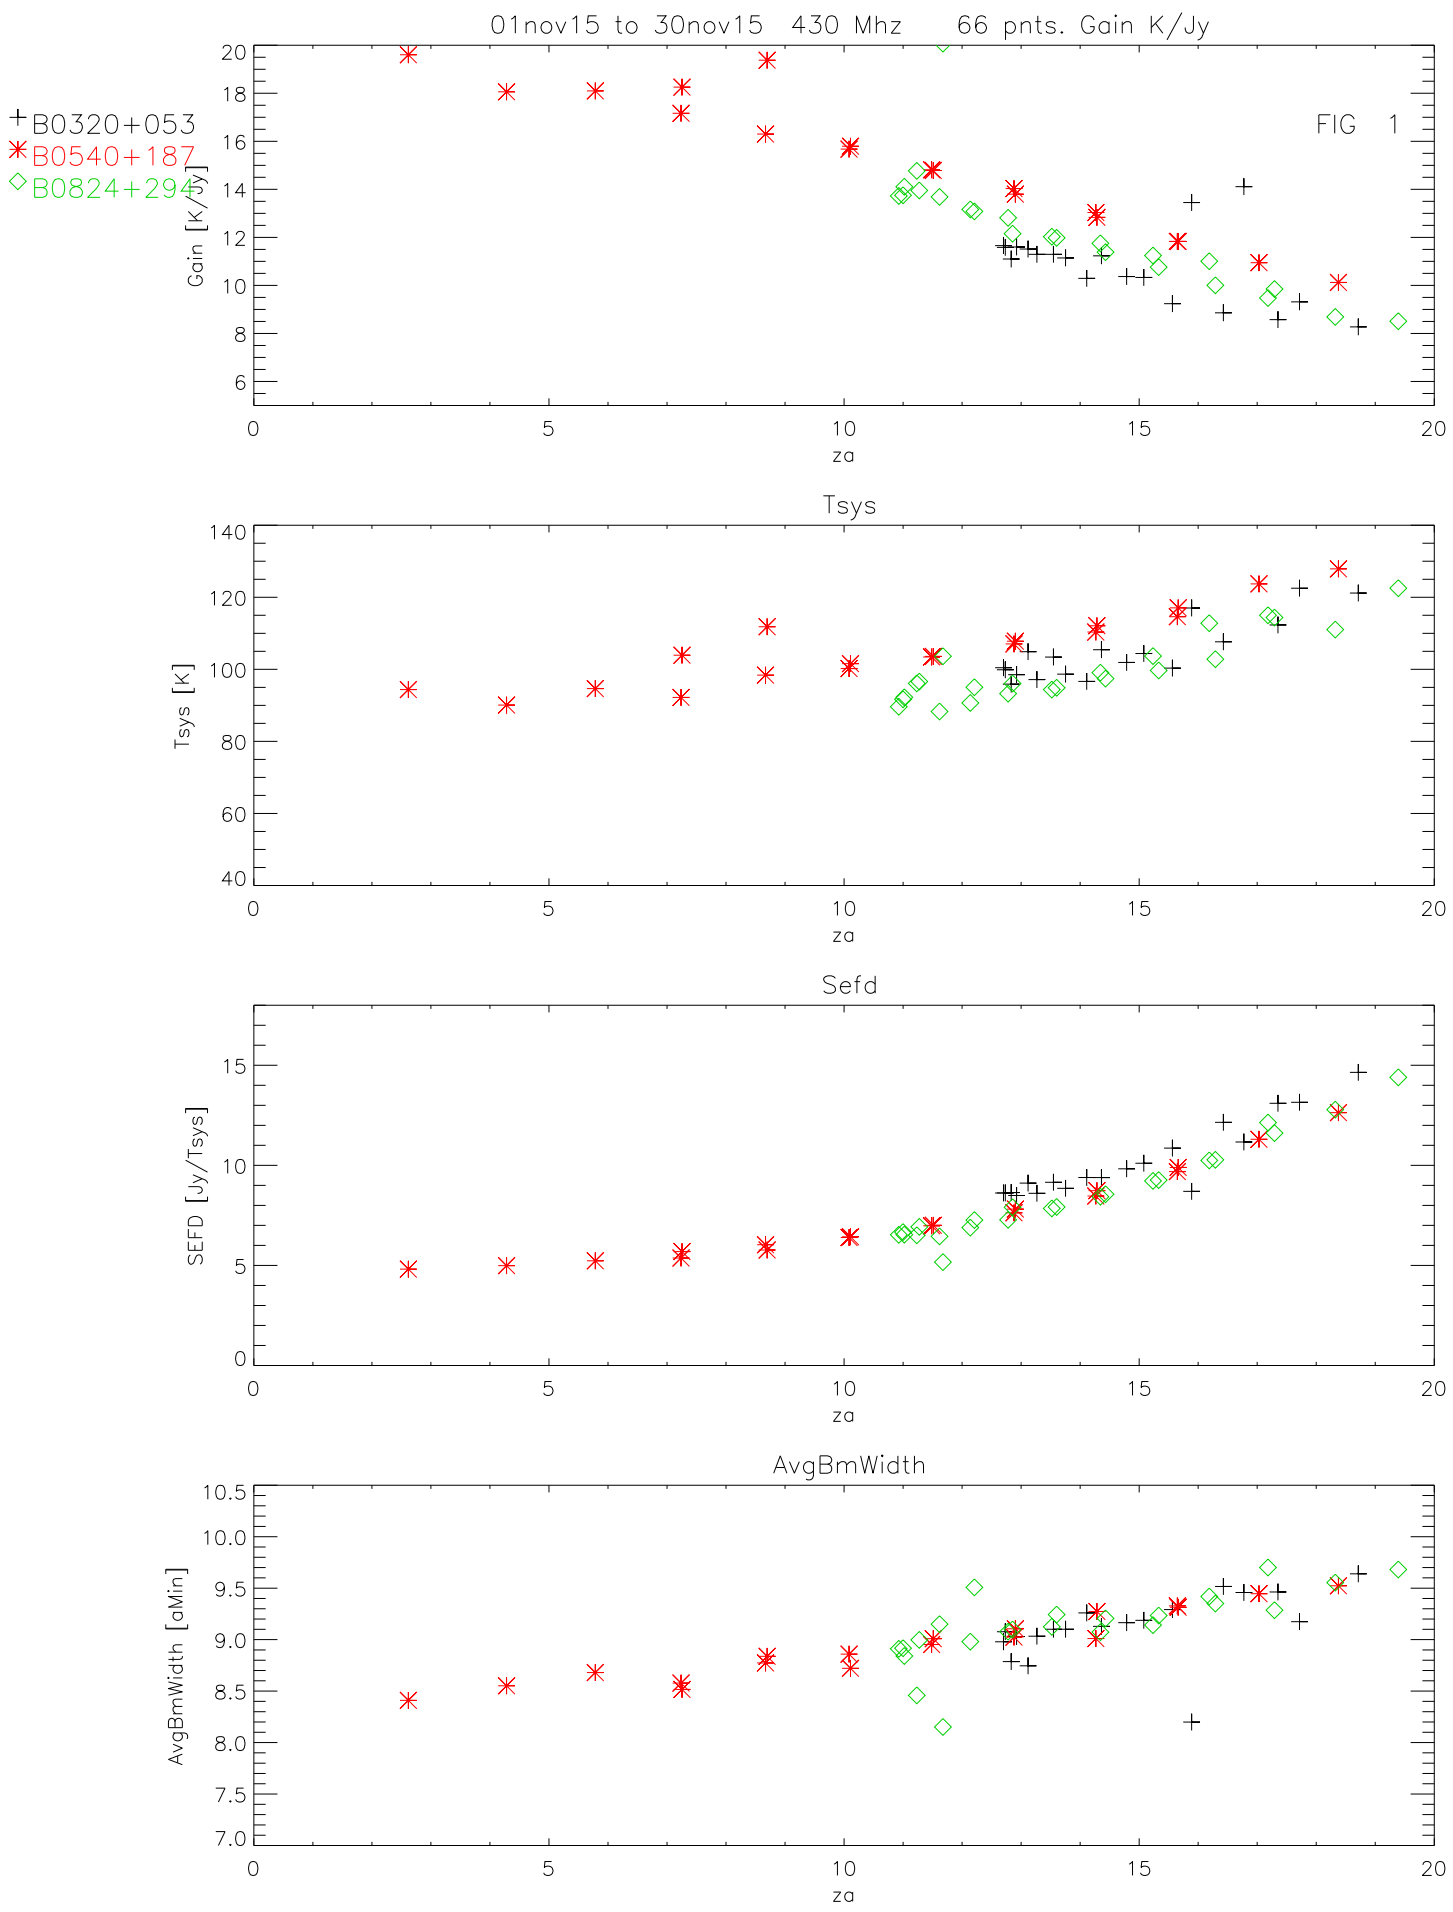 01nov15 to 30nov15 430 Mhz 66 pnts. Gain K/Jy
+ B0320+053
B0540+187
B0824+294
FIG 1
Gain [K/Jy]
20
18
16
14
12
10
8
6
0 5 10 15 20
za
Tsys
Tsys [K]
140
120
100
80
60
40
0 5 10 15 20
za
Sefd
SEFD [Jy/Tsys]
15
10
5
0
0 5 10 15 20
za
AvgBmWidth
AvgBmWidth [aMin]
10.5
10.0
9.5
9.0
8.5
8.0
7.5
7.0
0 5 10 15 20
za